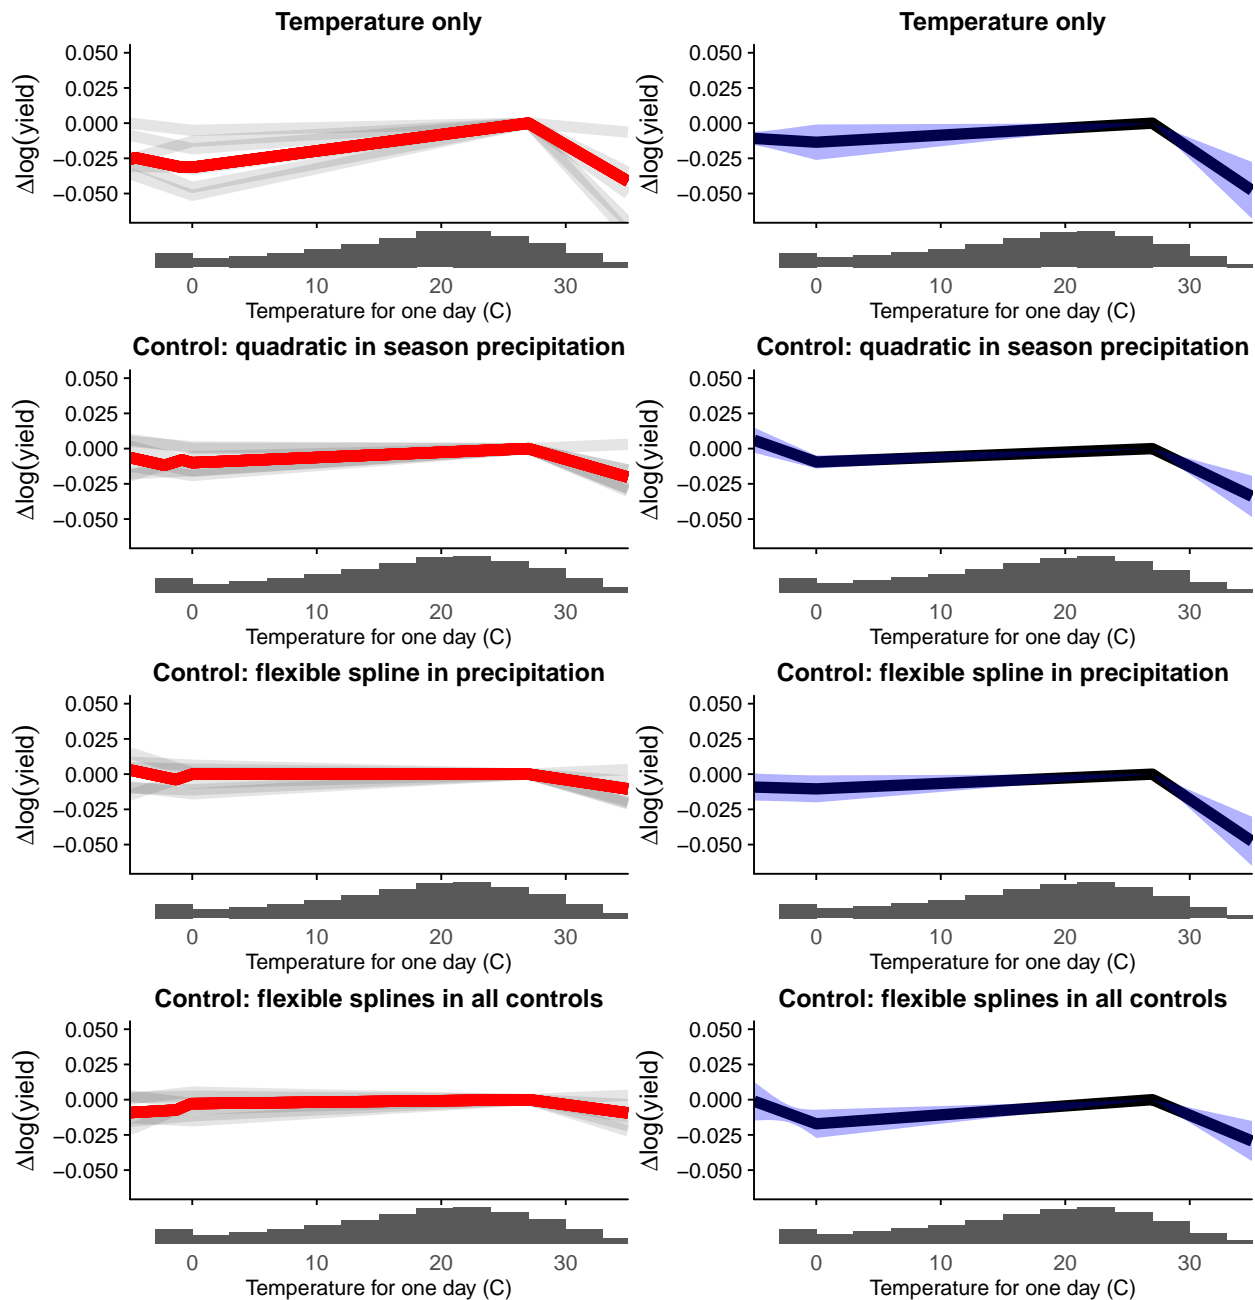 Temperature only
Δlog(yield)
0.050
0.025
0.000
−0.025
−0.050
0 10 20 30
Temperature for one day (C)
Temperature only
Δlog(yield)
0.050
0.025
0.000
−0.025
−0.050
0 10 20 30
Temperature for one day (C)
Control: quadratic in season precipitation
Δlog(yield)
0.050
0.025
0.000
−0.025
−0.050
0 10 20 30
Temperature for one day (C)
Control: quadratic in season precipitation
Δlog(yield)
0.050
0.025
0.000
−0.025
−0.050
0 10 20 30
Temperature for one day (C)
Control: flexible spline in precipitation
Δlog(yield)
0.050
0.025
0.000
−0.025
−0.050
0 10 20 30
Temperature for one day (C)
Control: flexible spline in precipitation
Δlog(yield)
0.050
0.025
0.000
−0.025
−0.050
0 10 20 30
Temperature for one day (C)
Control: flexible splines in all controls
Δlog(yield)
0.050
0.025
0.000
−0.025
−0.050
0 10 20 30
Temperature for one day (C)
Control: flexible splines in all controls
Δlog(yield)
0.050
0.025
0.000
−0.025
−0.050
0 10 20 30
Temperature for one day (C)